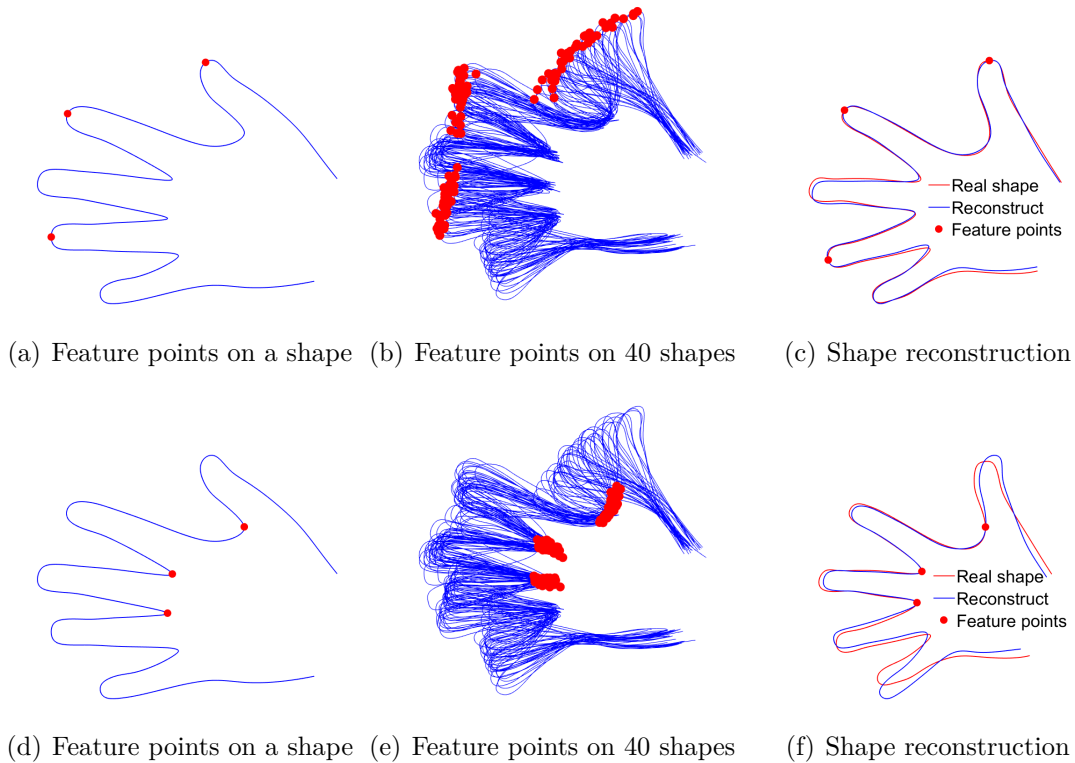 Real shape
Reconstruct
Feature points
(a) Feature points on a shape
(b) Feature points on 40 shapes
(c) Shape reconstruction
Real shape
Reconstruct
Feature points
(d) Feature points on a shape
(e) Feature points on 40 shapes
(f) Shape reconstruction